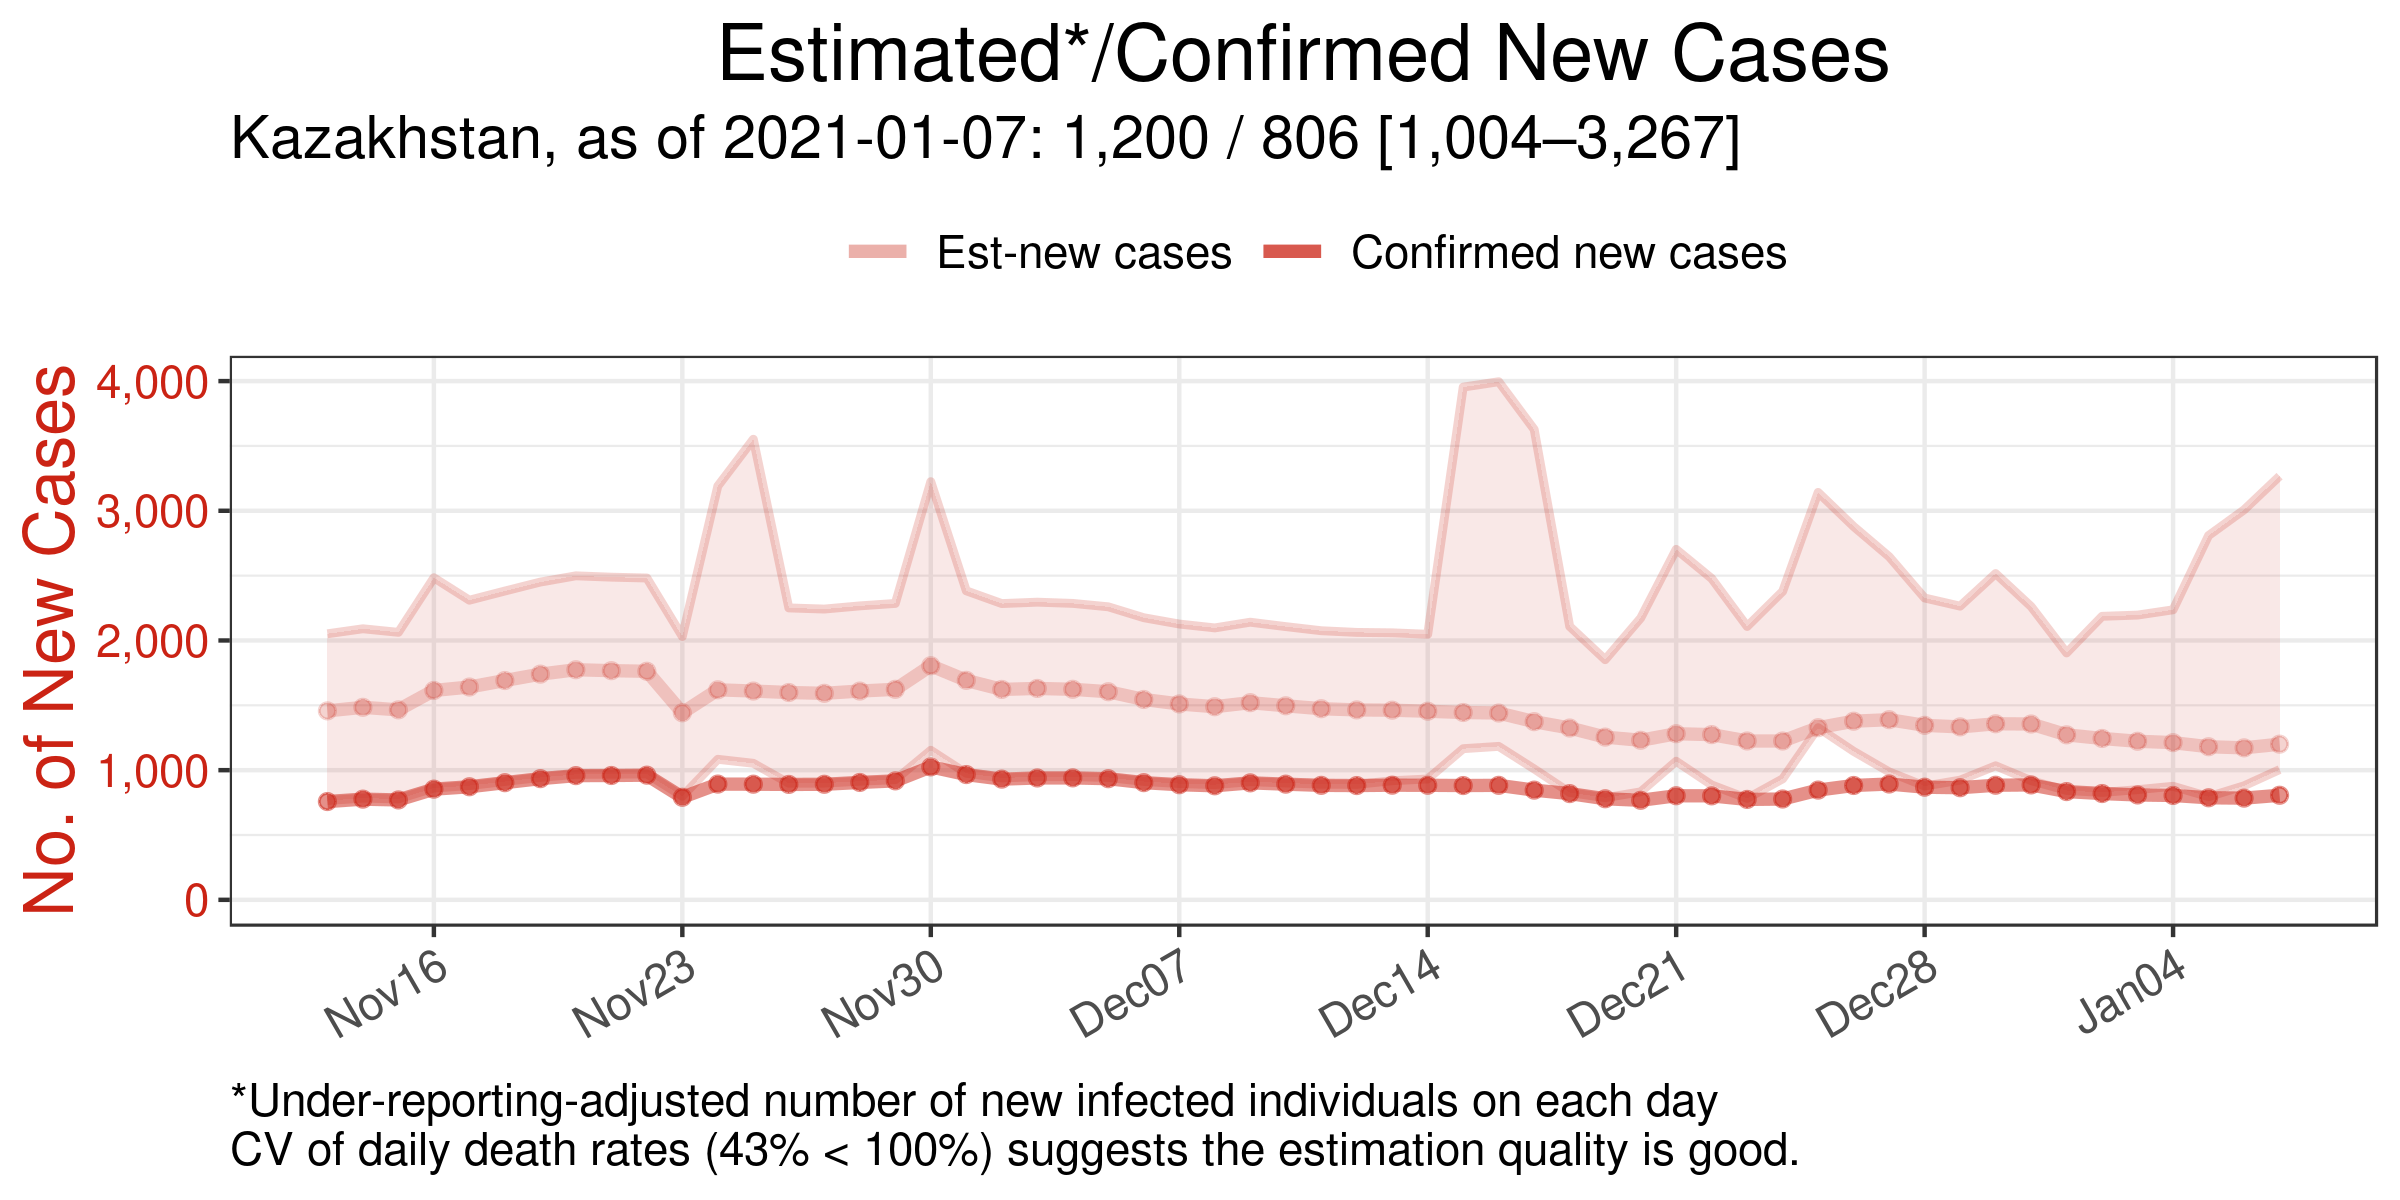 Estimated*/Confirmed New Cases
Kazakhstan, as of 2021-01-07: 1,200 / 806 [1,004–3,267]
Est-new cases
Confirmed new cases
No. of New Cases
4,000
3,000
2,000
1,000
0
Nov16
Nov23
Nov30
Dec07
Dec14
Dec21
Dec28
Jan04
*Under-reporting-adjusted number of new infected individuals on each day
CV of daily death rates (43% < 100%) suggests the estimation quality is good.